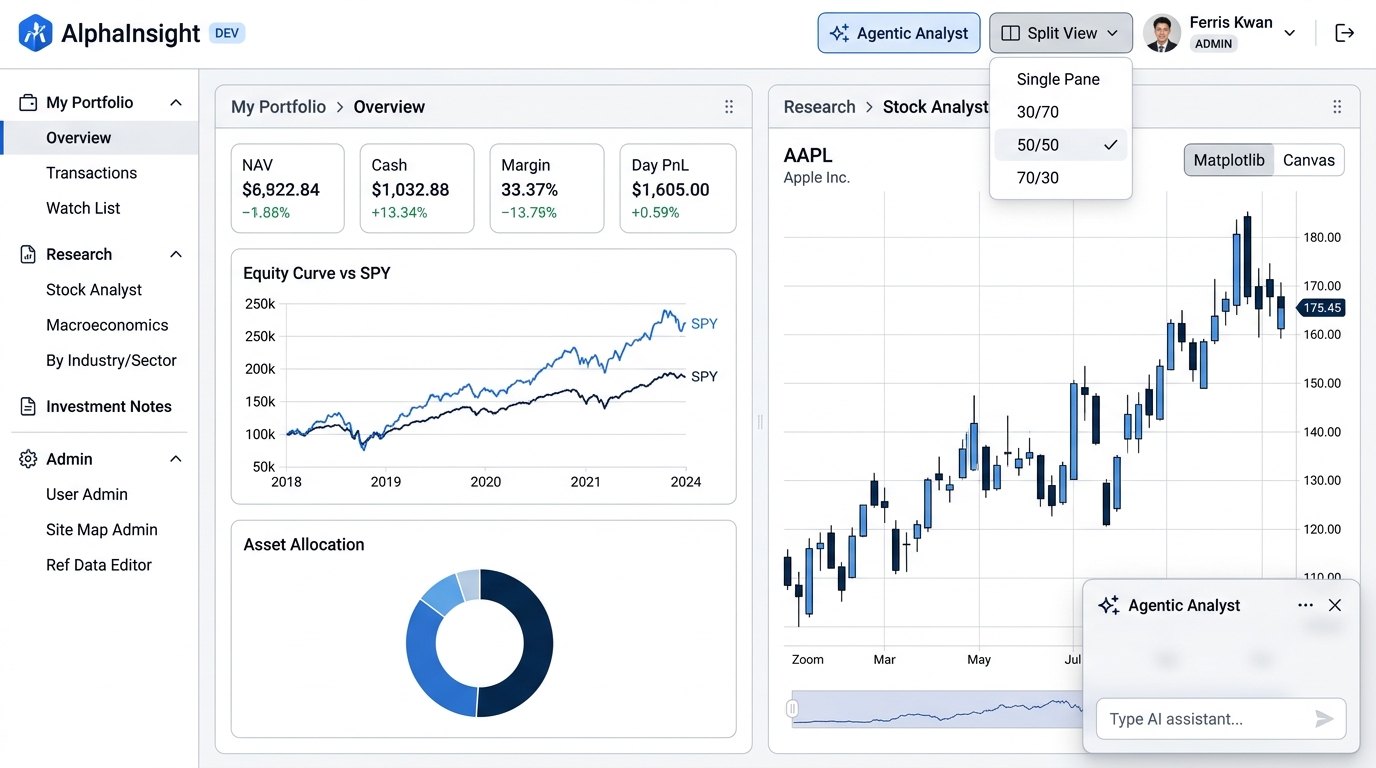 AlphaInsight DEV
Agentic Analyst
Split View
Ferris Kwan
ADMIN
Single Pane
30/70
50/50
70/30
My Portfolio
Overview
Transactions
Watch List
Research
Stock Analyst
Macroeconomics
By Industry/Sector
Investment Notes
Admin
User Admin
Site Map Admin
Ref Data Editor
My Portfolio > Overview
NAV
$6,922.84
−1.88%
Cash
$1,032.88
+13.34%
Margin
33.37%
−13.79%
Day PnL
$1,605.00
+0.59%
Equity Curve vs SPY
250k
250k
200k
150k
100k
50k
2018 2019 2020 2021 2024
SPY
SPY
Asset Allocation
Research > Stock Analyst
AAPL
Apple Inc.
Matplotlib Canvas
180.00
170.00
175.45
160.00
150.00
140.00
130.00
120.00
110.00
Zoom Mar May Jul
Agentic Analyst
Type AI assistant...